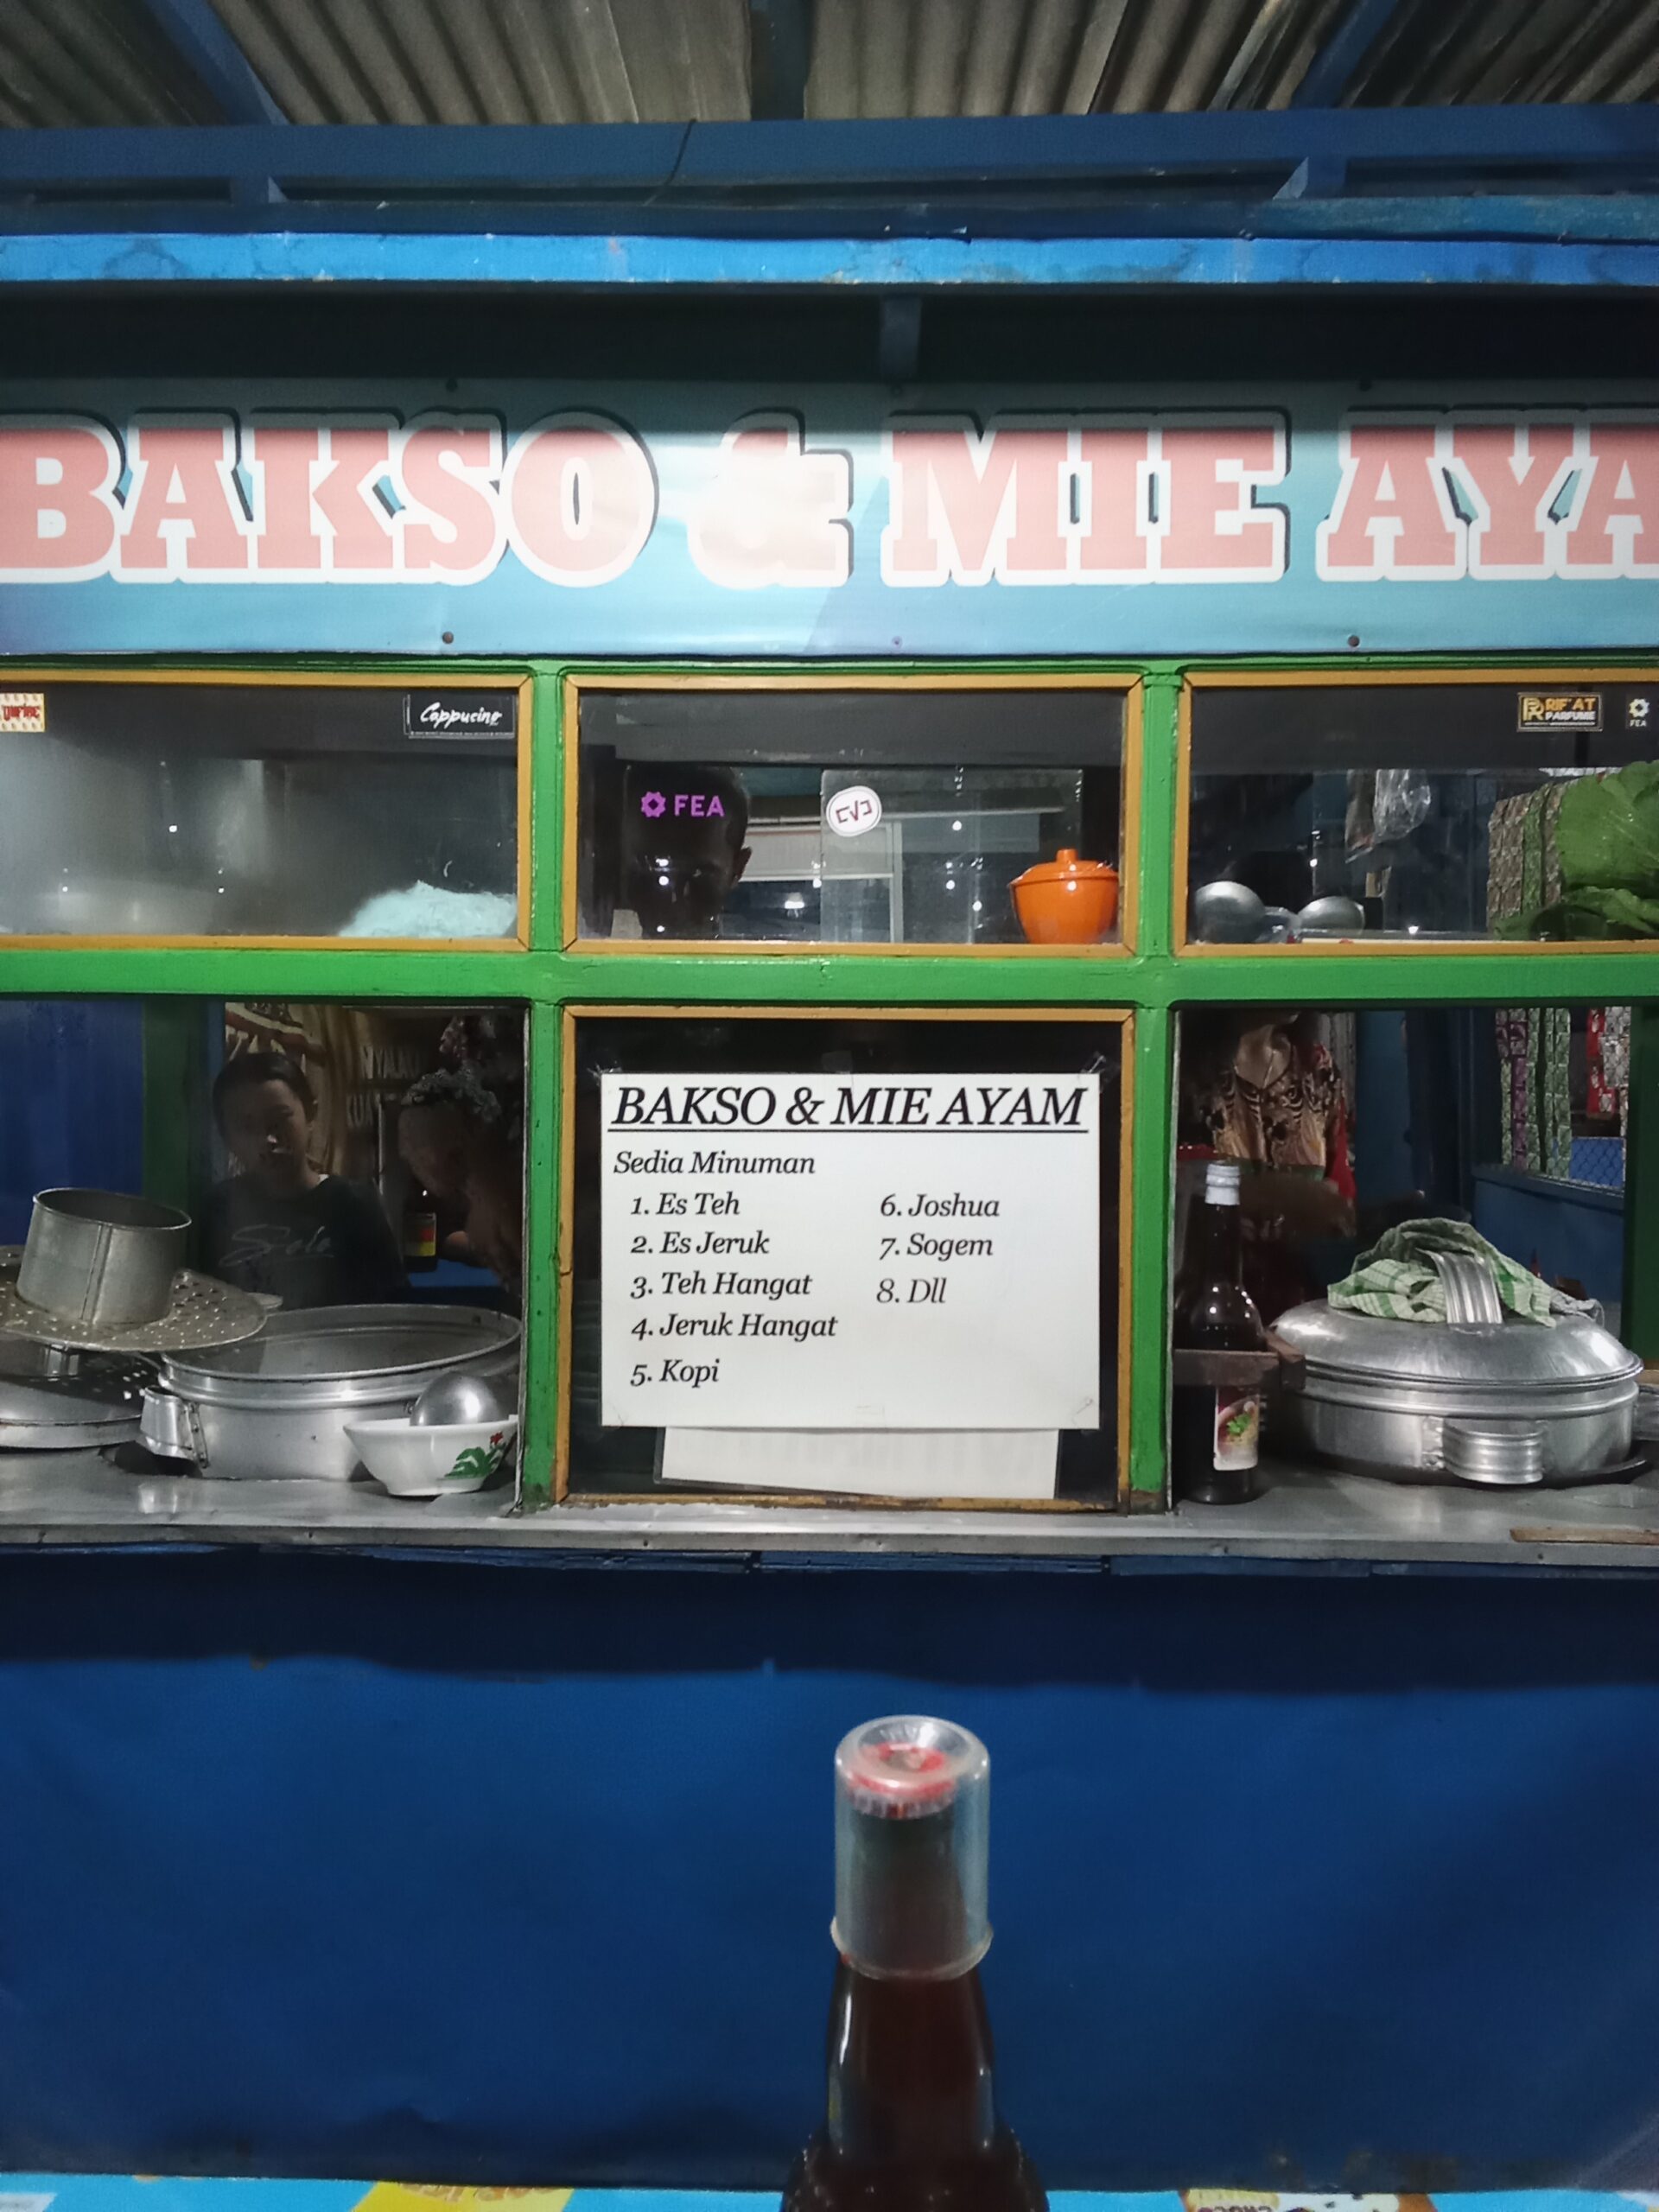 BAKSO & MIE AYA
Cappucino
RIF'AT
PARFUME
FEA
FEA
BAKSO & MIE AYAM
Sedia Minuman
1. Es Teh
2. Es Jeruk
3. Teh Hangat
4. Jeruk Hangat
5. Kopi
6. Joshua
7. Sogem
8. Dll